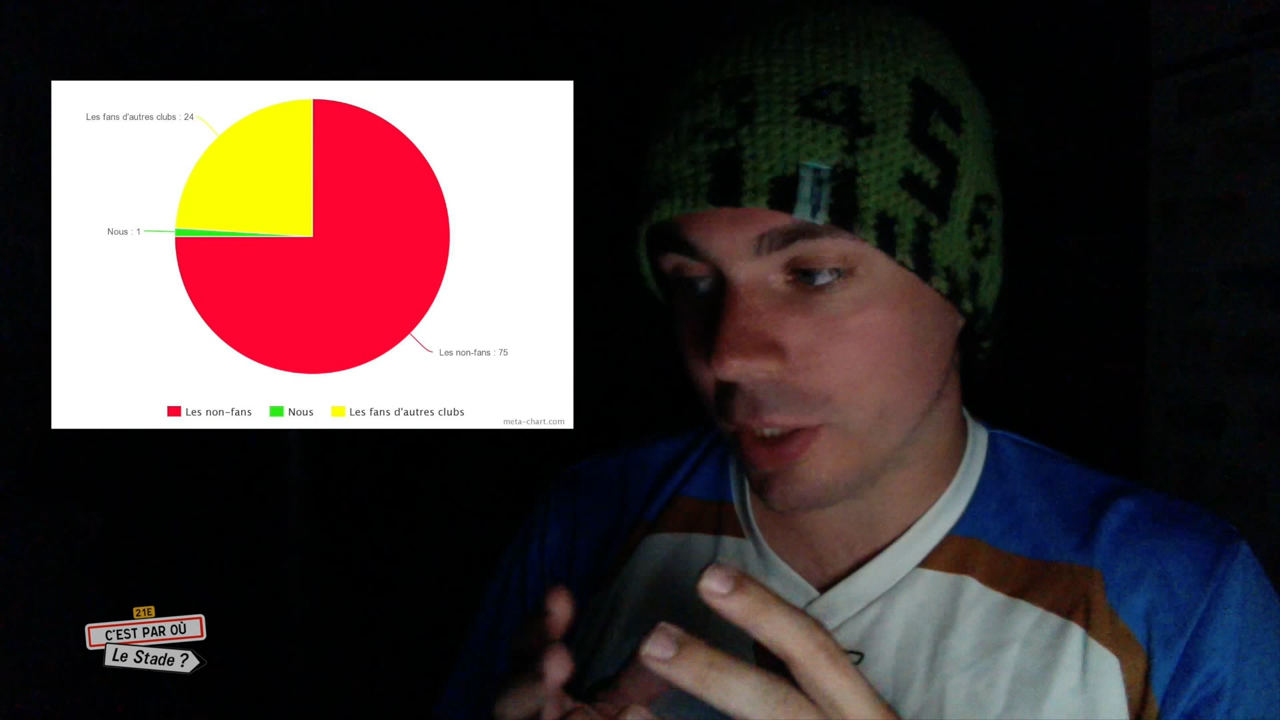 Les fans d'autres clubs : 24
Nous : 1
Les non-fans : 75
Les non-fans
Nous
Les fans d'autres clubs
meta-chart.com
21E
C'EST PAR OÙ
Le Stade ?